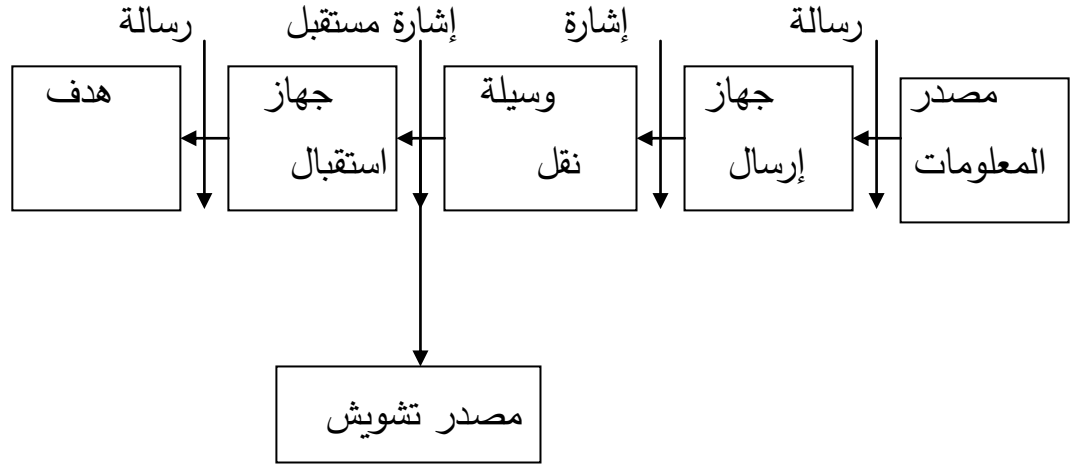 رسالة
إشارة
إشارة مستقبل
رسالة
مصدر
المعلومات
جهاز
إرسال
وسيلة
نقل
جهاز
استقبال
هدف
مصدر تشويش